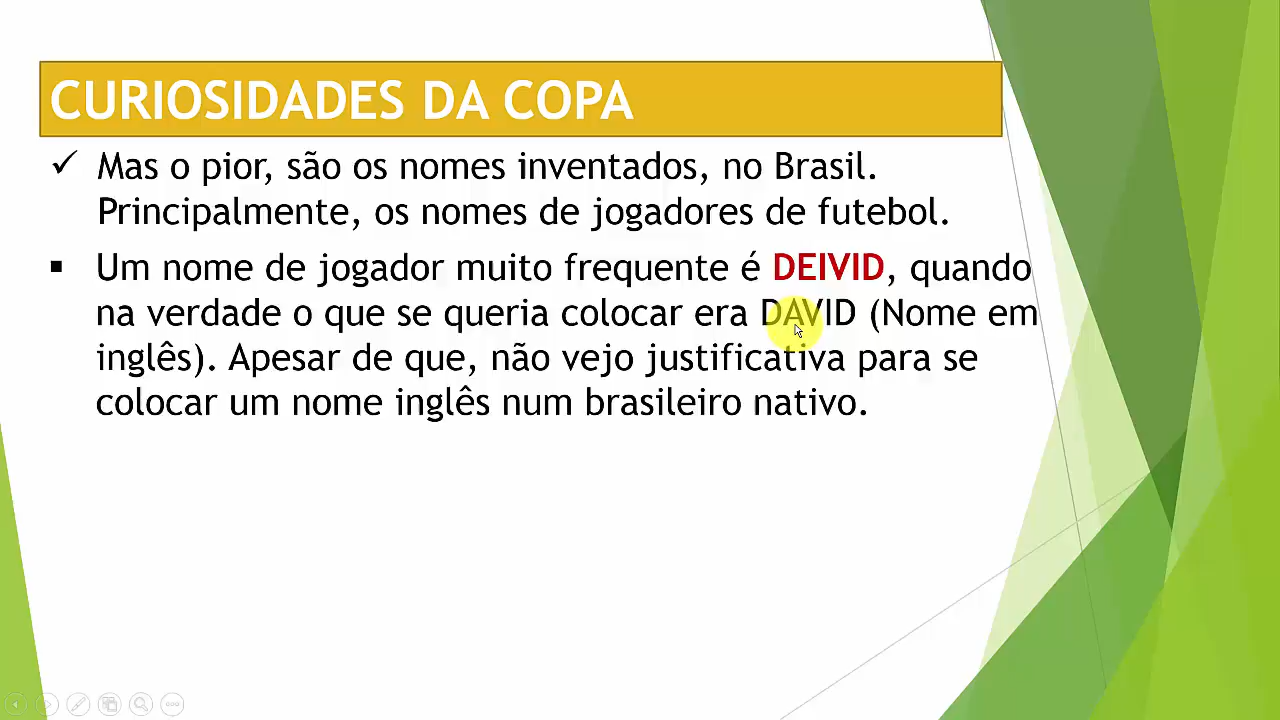 CURIOSIDADES DA COPA
Mas o pior, são os nomes inventados, no Brasil.
Principalmente, os nomes de jogadores de futebol.
Um nome de jogador muito frequente é DEIVID, quando
na verdade o que se queria colocar era DAVID (Nome em
inglês). Apesar de que, não vejo justificativa para se
colocar um nome inglês num brasileiro nativo.